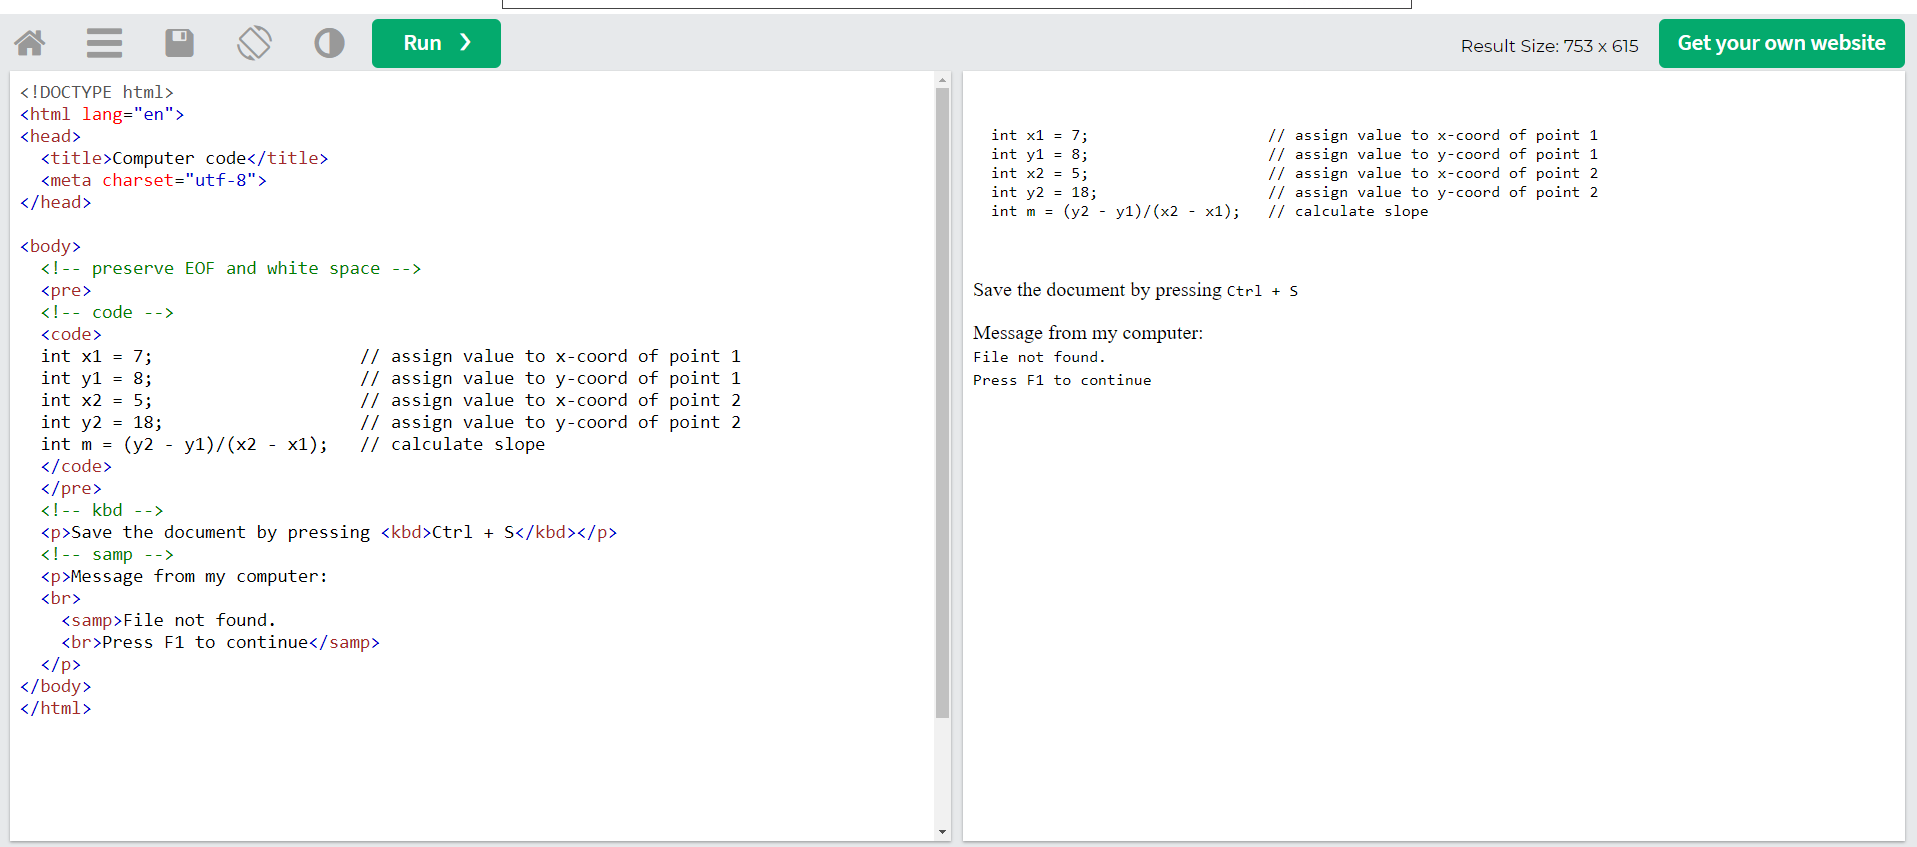 Run ❯
Result Size: 753 x 615
Get your own website
<!DOCTYPE html>
<html lang="en">
<head>
  <title>Computer code</title>
  <meta charset="utf-8">
</head>

<body>
  <!-- preserve EOF and white space -->
  <pre>
  <!-- code -->
  <code>
  int x1 = 7;                    // assign value to x-coord of point 1
  int y1 = 8;                    // assign value to y-coord of point 1
  int x2 = 5;                    // assign value to x-coord of point 2
  int y2 = 18;                   // assign value to y-coord of point 2
  int m = (y2 - y1)/(x2 - x1);   // calculate slope
  </code>
  </pre>
  <!-- kbd -->
  <p>Save the document by pressing <kbd>Ctrl + S</kbd></p>
  <!-- samp -->
  <p>Message from my computer:
  <br>
    <samp>File not found.
    <br>Press F1 to continue</samp>
  </p>
</body>
</html>
int x1 = 7;                    // assign value to x-coord of point 1
int y1 = 8;                    // assign value to y-coord of point 1
int x2 = 5;                    // assign value to x-coord of point 2
int y2 = 18;                   // assign value to y-coord of point 2
int m = (y2 - y1)/(x2 - x1);   // calculate slope
Save the document by pressing Ctrl + S
Message from my computer:
File not found.
Press F1 to continue